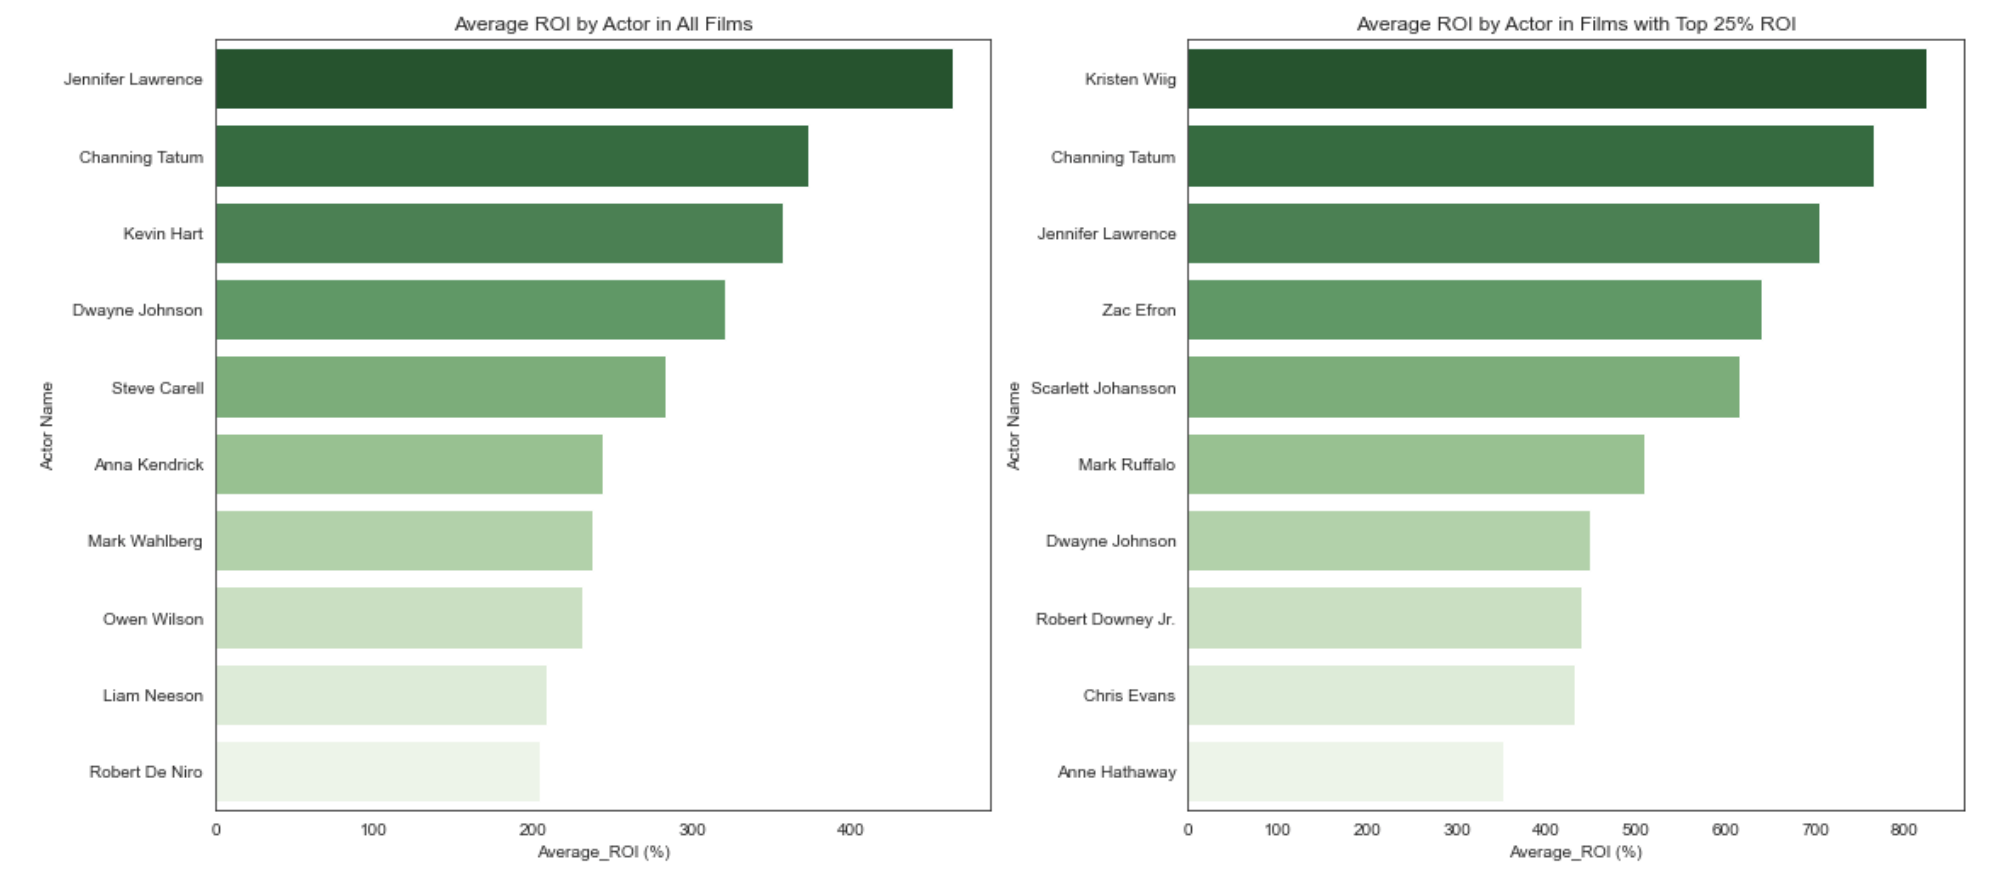 Average ROI by Actor in All Films
Jennifer Lawrence
Channing Tatum
Kevin Hart
Dwayne Johnson
Steve Carell
Anna Kendrick
Mark Wahlberg
Owen Wilson
Liam Neeson
Robert De Niro
Actor Name
0 100 200 300 400
Average_ROI (%)
Average ROI by Actor in Films with Top 25% ROI
Kristen Wiig
Channing Tatum
Jennifer Lawrence
Zac Efron
Scarlett Johansson
Mark Ruffalo
Dwayne Johnson
Robert Downey Jr.
Chris Evans
Anne Hathaway
Actor Name
0 100 200 300 400 500 600 700 800
Average_ROI (%)